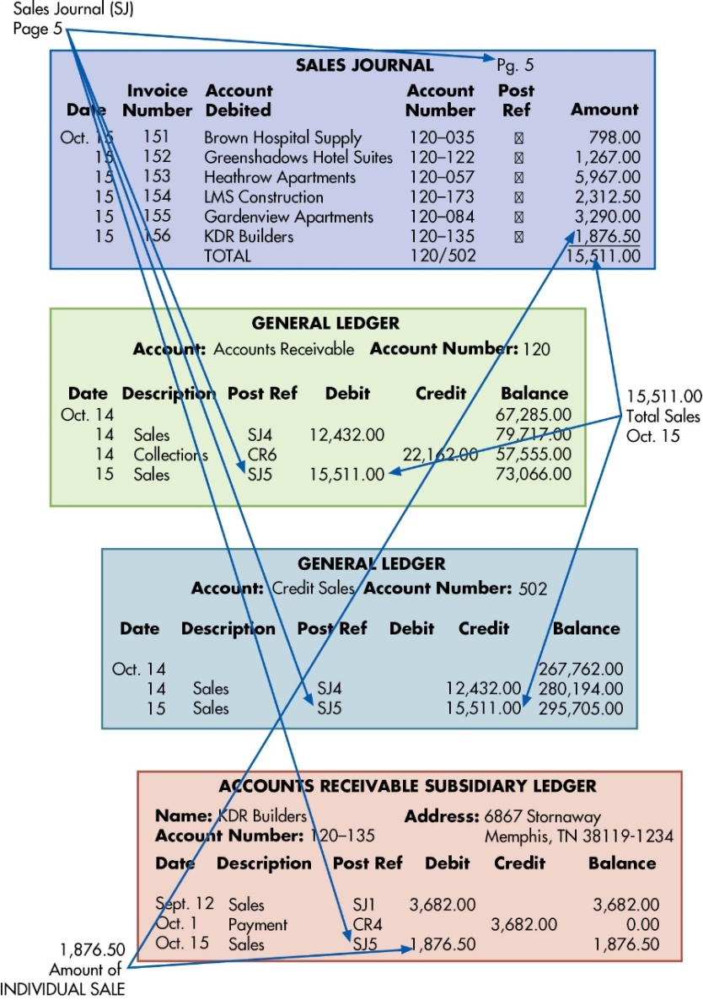 Sales Journal (SJ)
Page 5
SALES JOURNAL Pg. 5
Invoice Account Account Post
Date Number Debited Number Ref Amount
Oct. 15 151 Brown Hospital Supply 120–035 ☒ 798.00
15 152 Greenshadows Hotel Suites 120–122 ☒ 1,267.00
15 153 Heathrow Apartments 120–057 ☒ 5,967.00
15 154 LMS Construction 120–173 ☒ 2,312.50
15 155 Gardenview Apartments 120–084 ☒ 3,290.00
15 156 KDR Builders 120–135 ☒ 1,876.50
TOTAL 120/502 15,511.00
GENERAL LEDGER
Account: Accounts Receivable Account Number: 120
Date Description Post Ref Debit Credit Balance
Oct. 14 67,285.00
14 Sales SJ4 12,432.00 79,717.00
14 Collections CR6 22,162.00 57,555.00
15 Sales SJ5 15,511.00 73,066.00
15,511.00
Total Sales
Oct. 15
GENERAL LEDGER
Account: Credit Sales Account Number: 502
Date Description Post Ref Debit Credit Balance
Oct. 14 267,762.00
14 Sales SJ4 12,432.00 280,194.00
15 Sales SJ5 15,511.00 295,705.00
ACCOUNTS RECEIVABLE SUBSIDIARY LEDGER
Name: KDR Builders Address: 6867 Stornaway
Account Number: 120–135 Memphis, TN 38119-1234
Date Description Post Ref Debit Credit Balance
Sept. 12 Sales SJ1 3,682.00 3,682.00
Oct. 1 Payment CR4 3,682.00 0.00
Oct. 15 Sales SJ5 1,876.50 1,876.50
1,876.50
Amount of
INDIVIDUAL SALE